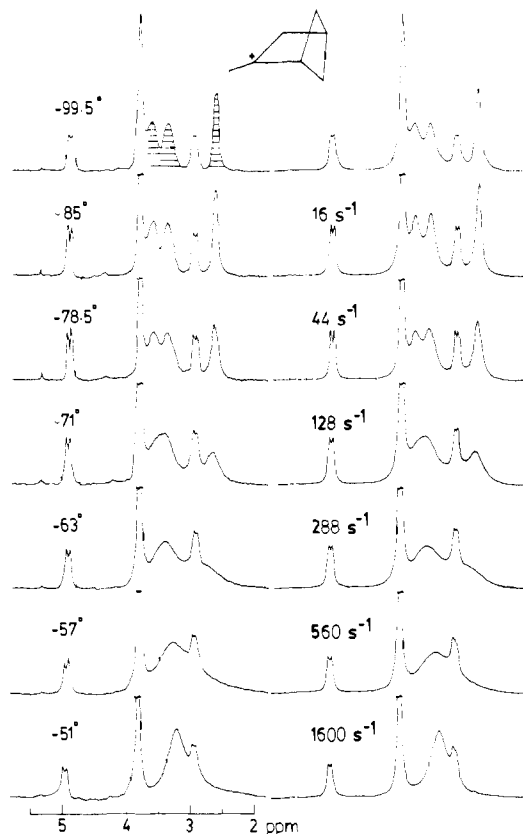 +
-99.5°
-85° 16 s⁻¹
-78.5° 44 s⁻¹
-71° 128 s⁻¹
-63° 288 s⁻¹
-57° 560 s⁻¹
-51° 1600 s⁻¹
5 4 3 2 ppm